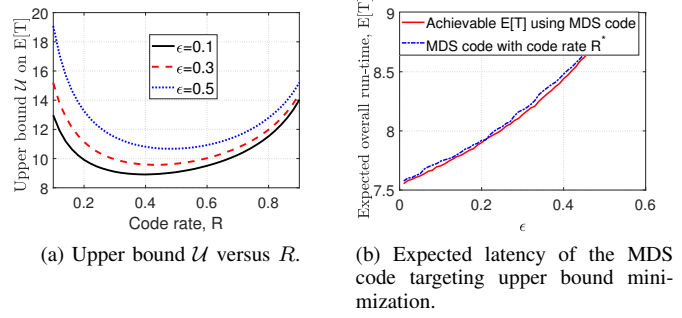 Upper bound 𝒰 on E[T]
20
18
16
14
12
10
8
ϵ=0.1
ϵ=0.3
ϵ=0.5
0.2 0.4 0.6 0.8
Code rate, R
(a) Upper bound 𝒰 versus R.
Expected overall run-time, E[T]
9
8.5
8
7.5
Achievable E[T] using MDS code
MDS code with code rate R*
0 0.2 0.4 0.6
ϵ
(b) Expected latency of the MDS
code targeting upper bound mini-
mization.